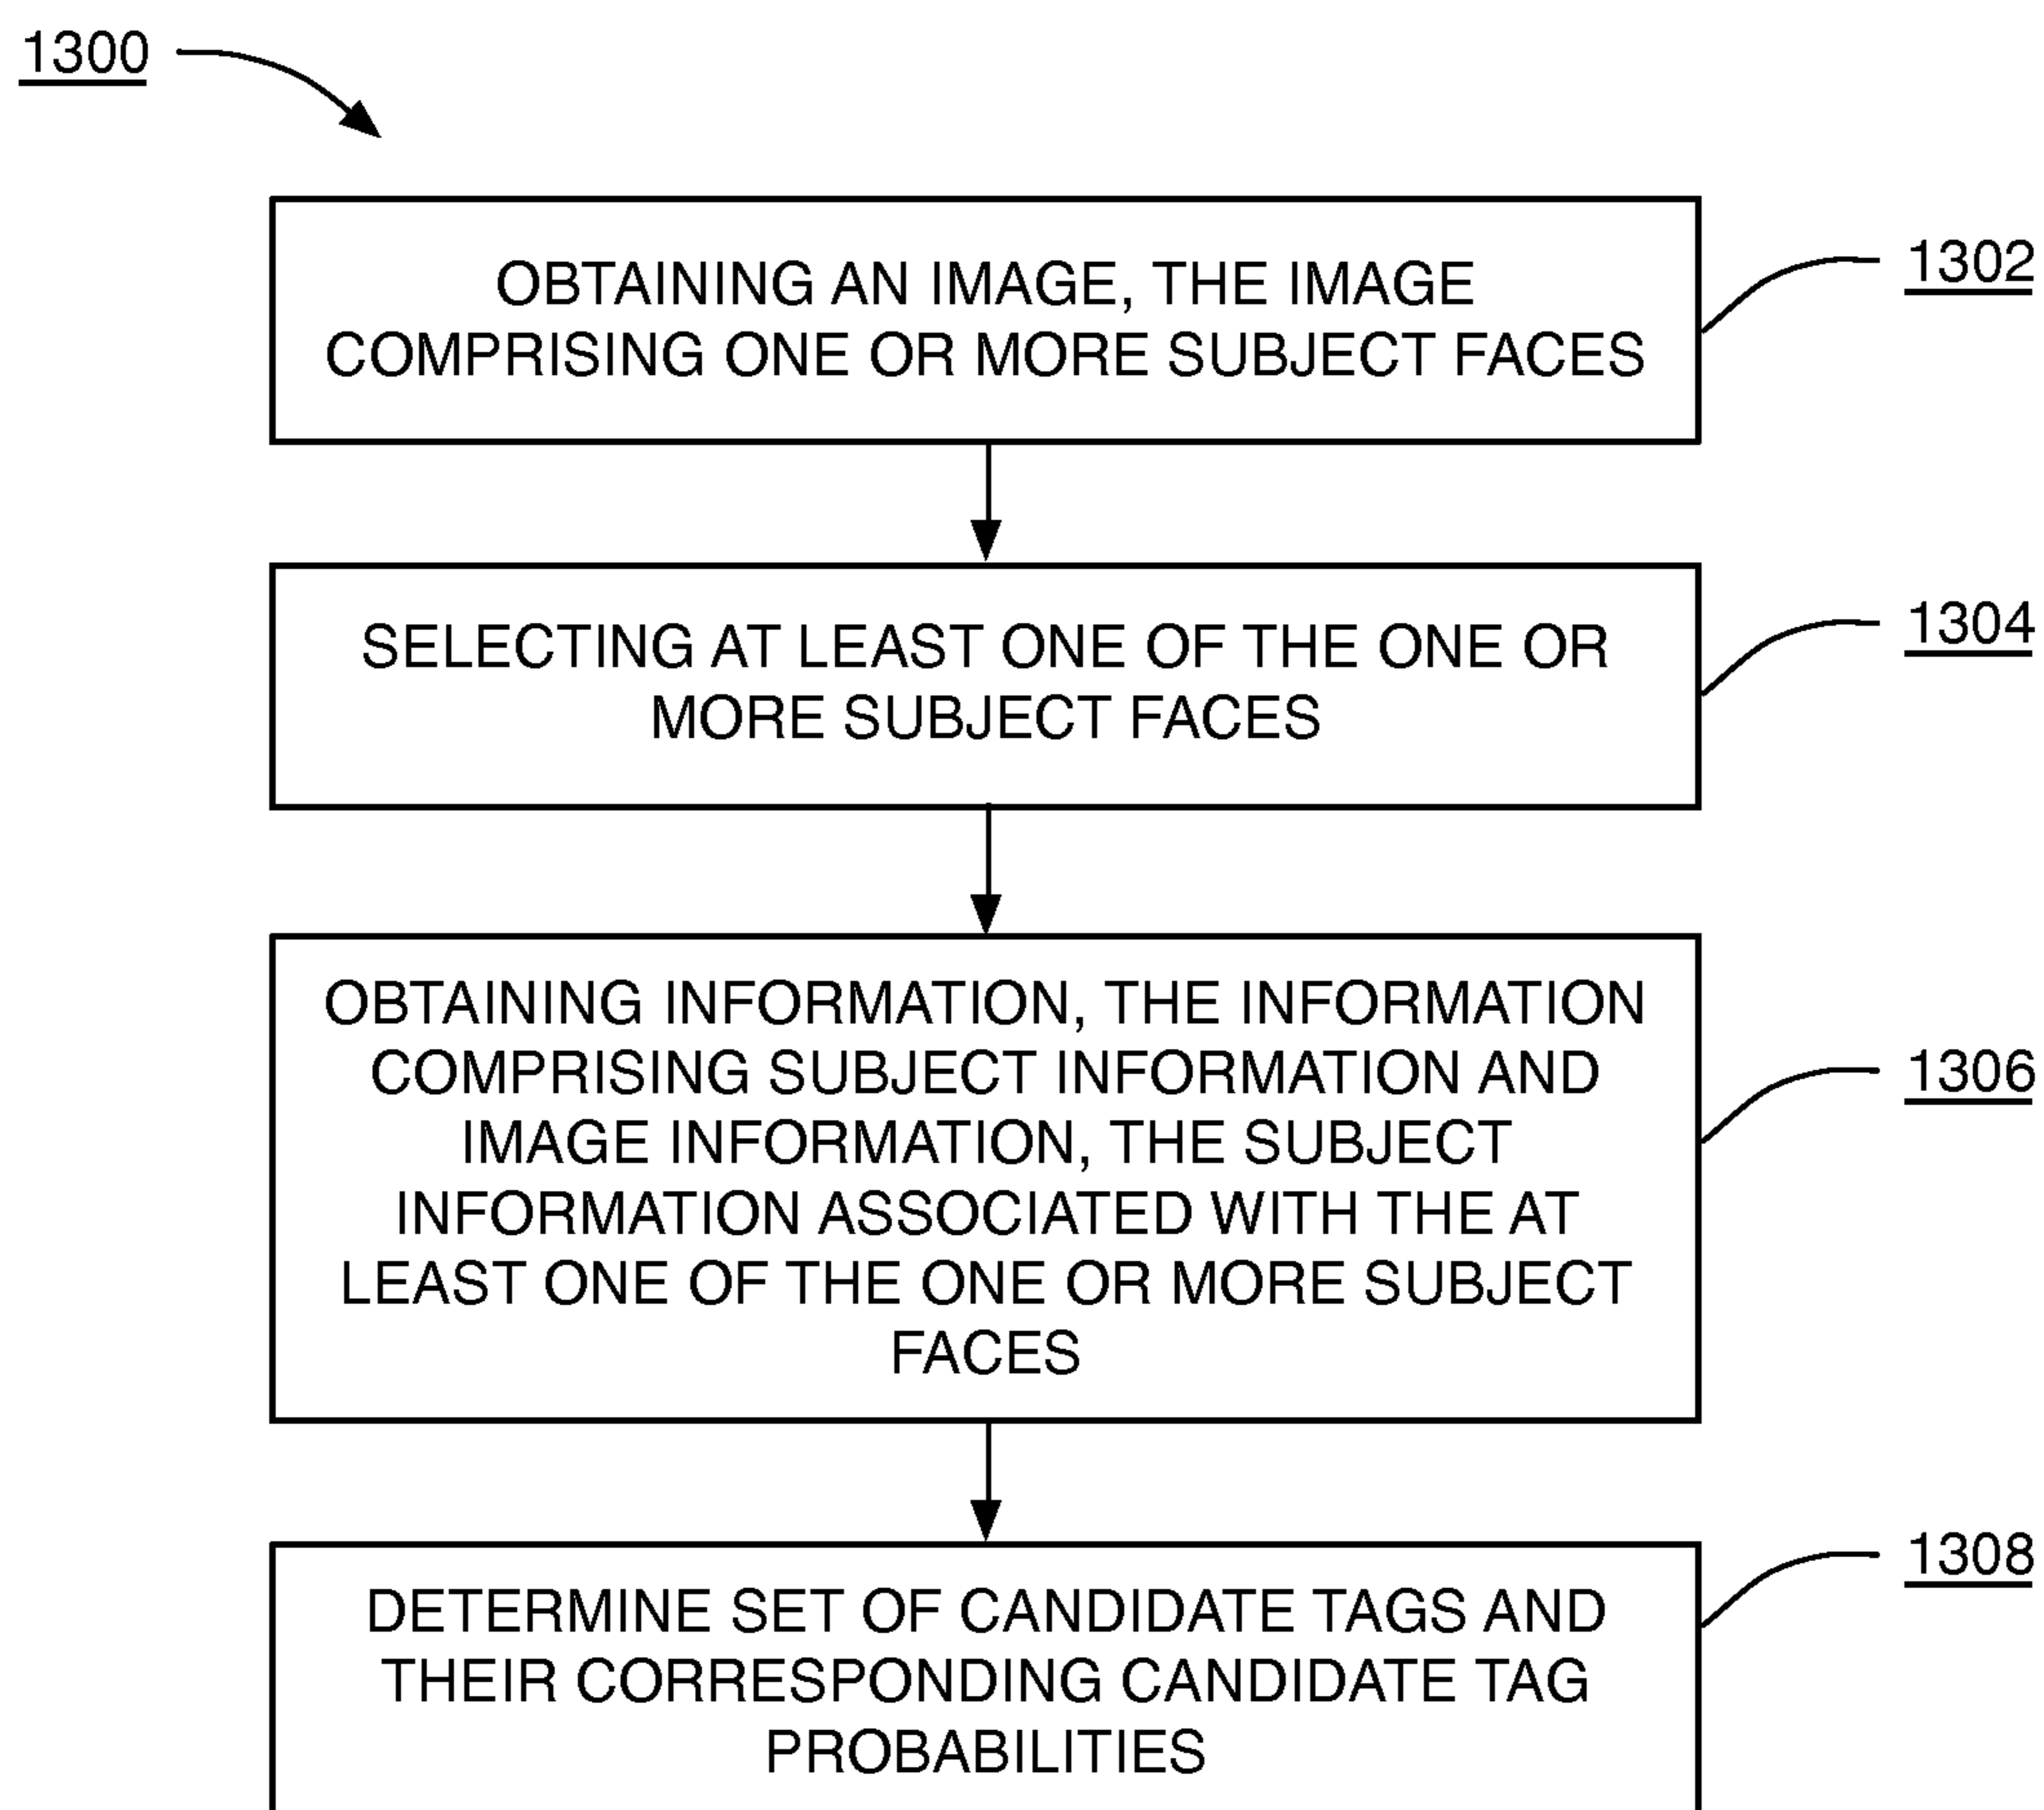 1300
OBTAINING AN IMAGE, THE IMAGE
COMPRISING ONE OR MORE SUBJECT FACES
1302
SELECTING AT LEAST ONE OF THE ONE OR
MORE SUBJECT FACES
1304
OBTAINING INFORMATION, THE INFORMATION
COMPRISING SUBJECT INFORMATION AND
IMAGE INFORMATION, THE SUBJECT
INFORMATION ASSOCIATED WITH THE AT
LEAST ONE OF THE ONE OR MORE SUBJECT
FACES
1306
DETERMINE SET OF CANDIDATE TAGS AND
THEIR CORRESPONDING CANDIDATE TAG
PROBABILITIES
1308